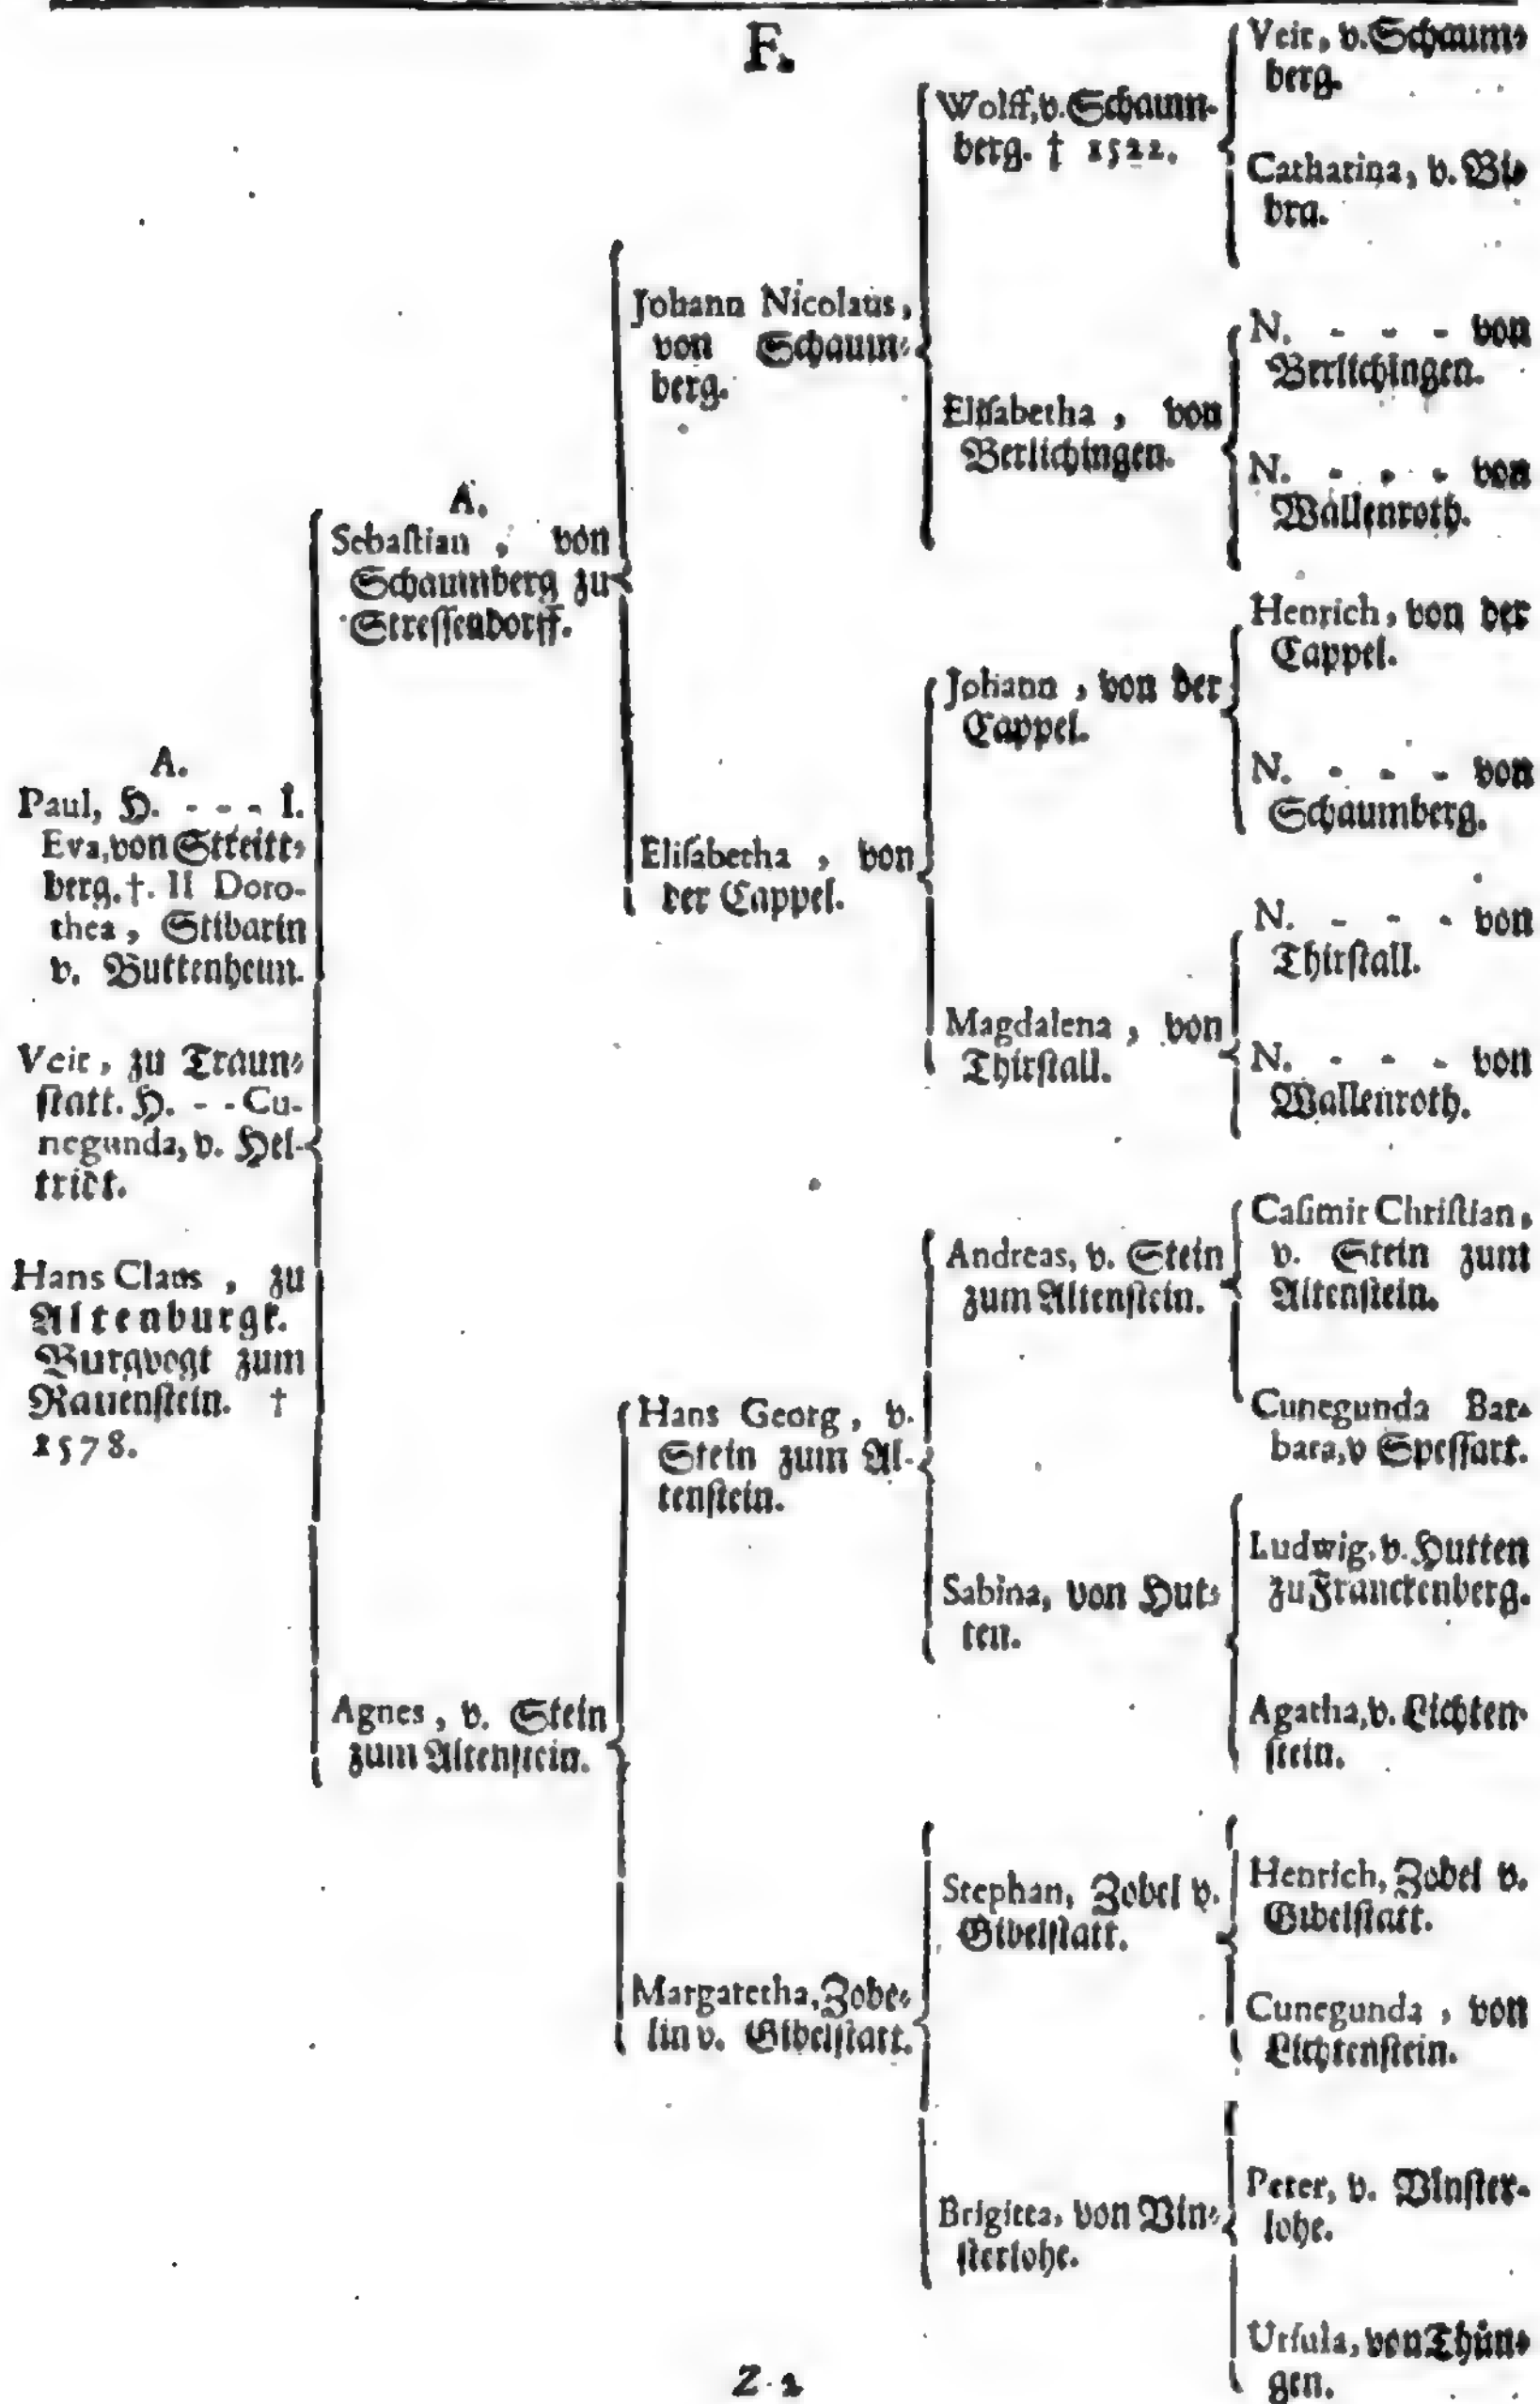 F.
A.
Paul, H. - - - I.
Eva, von Streitt-
berg. †. II Doro-
thea, Stibarin
v. Buttenheim.
Veit, zu Traun-
statt. H. - - Cu-
negunda, v. Hel-
trict.
Hans Claus, zu
Altenburgk.
Burgvogt zum
Rauenstein. †
1578.
A.
Sebastian, von
Schaumberg zu
Stressendorff.
Agnes, v. Stein
zum Altenstein.
Johann Nicolaus,
von Schaum-
berg.
Elisabetha, von
der Cappel.
Hans Georg, v.
Stein zum Al-
tenstein.
Margaretha, Zobe-
lin v. Gibelstatt.
Wolff, v. Schaum-
berg. † 1522.
Elisabetha, von
Berlichingen.
Johann, von der
Cappel.
Magdalena, von
Thirstall.
Andreas, v. Stein
zum Altenstein.
Sabina, von Hut-
ten.
Stephan, Zobel v.
Gibelstatt.
Brigitta, von Vin-
sterlohe.
Veit, v. Schaum-
berg.
Catharina, v. Bi-
bra.
N. - - - von
Berlichingen.
N. - - - von
Wallenroth.
Henrich, von der
Cappel.
N. - - - von
Schaumberg.
N. - - - von
Thirstall.
N. - - - von
Wallenroth.
Casimir Christian,
v. Stein zum
Altenstein.
Cunegunda Bar-
bara, v Spessart.
Ludwig, v. Hutten
zu Franckenberg.
Agatha, v. Lichten-
stein.
Henrich, Zobel v.
Gibelstatt.
Cunegunda, von
Lichtenstein.
Peter, v. Vinster-
lohe.
Ursula, von Thün-
gen.
Z 2